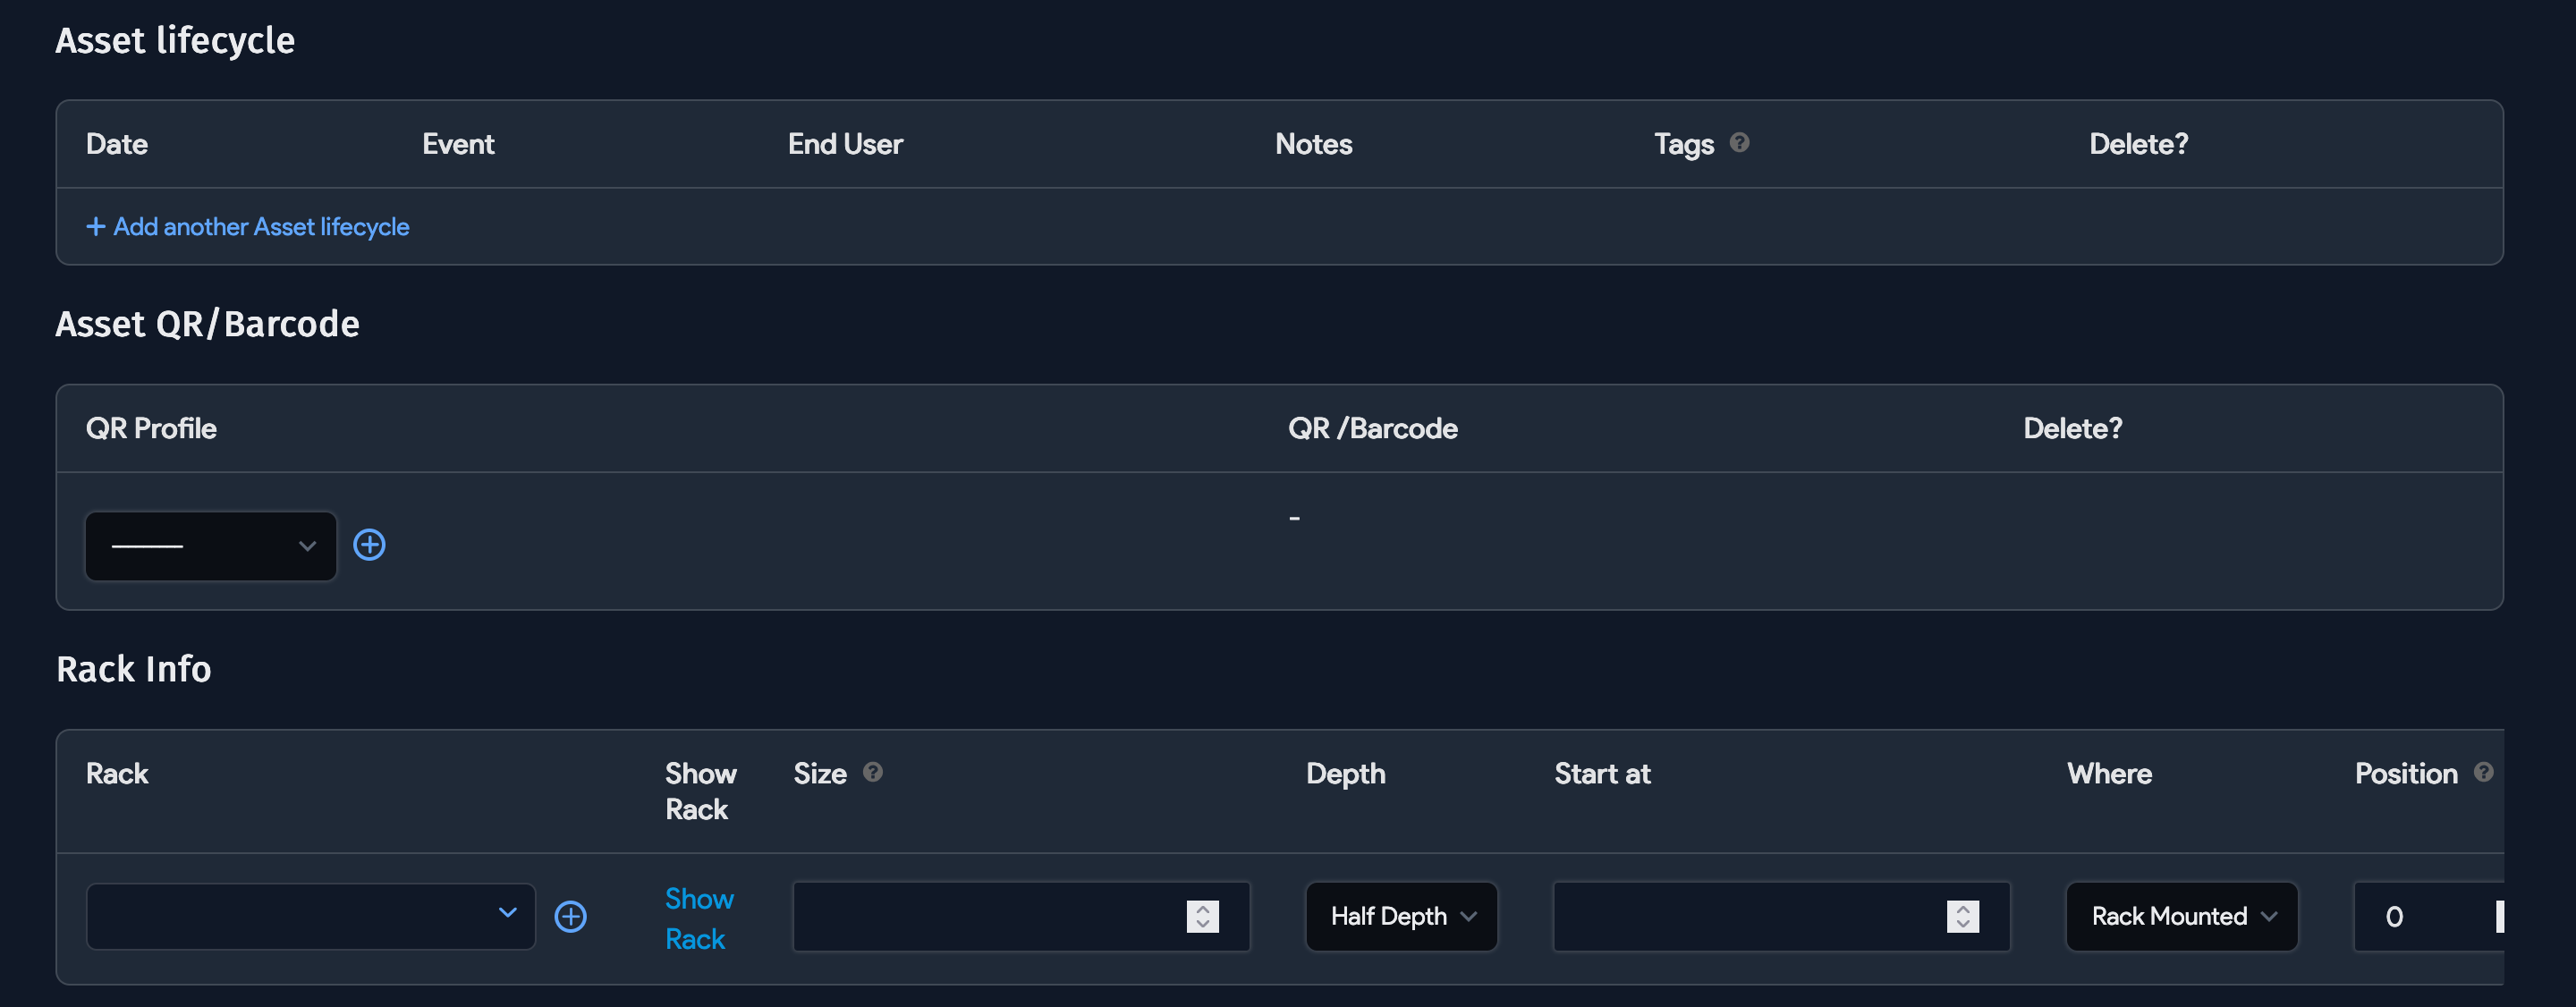 Asset lifecycle
Date Event End User Notes Tags ? Delete?
+ Add another Asset lifecycle
Asset QR/Barcode
QR Profile QR /Barcode Delete?
--------- -
Rack Info
Rack Show Rack Size ? Depth Start at Where Position ?
Show Rack Half Depth Rack Mounted 0